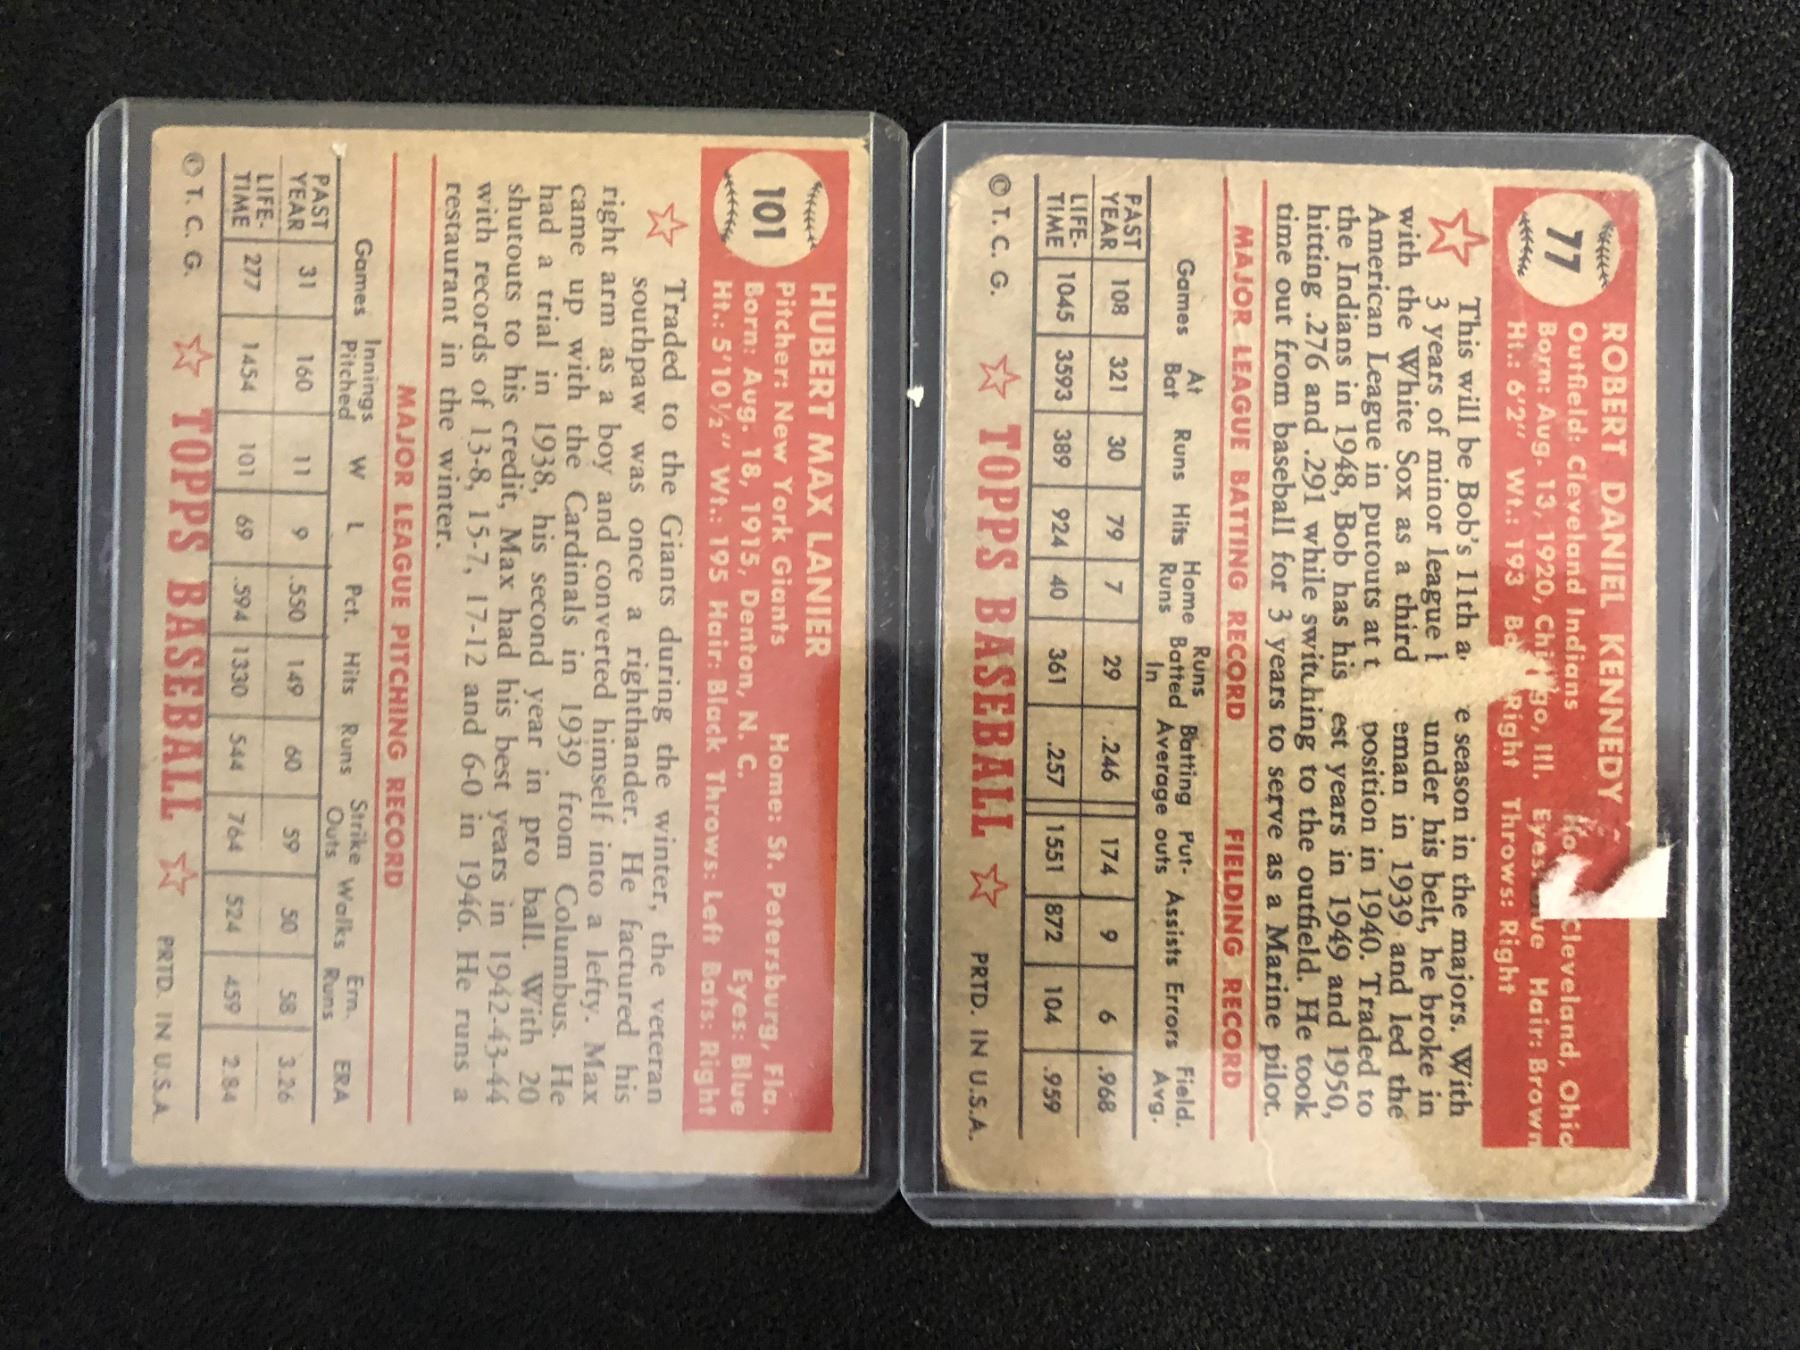 77
ROBERT DANIEL KENNEDY
Outfield: Cleveland Indians Cleveland, Ohio
Born: Aug. 13, 1920, Ill. Hair: Brown
Ht.: 6'2" Wt.: 193 Right Throws: Right
This will be Bob's 11th season in the majors. With
3 years of minor league under his belt, he broke in
with the White Sox as a third eman in 1939 and led the
American League in putouts at t position in 1940. Traded to
the Indians in 1948, Bob has his est years in 1949 and 1950,
hitting .276 and .291 while switching to the outfield. He took
time out from baseball for 3 years to serve as a Marine pilot.
MAJOR LEAGUE BATTING RECORD FIELDING RECORD
Games At Bat Runs Hits Home Runs Runs Batted In Batting Average Put-outs Assists Errors Field. Avg.
PAST YEAR 108 321 30 79 7 29 .246 174 9 6 .968
LIFE-TIME 1045 3593 389 924 40 361 .257 1551 872 104 .959
© T. C. G. TOPPS BASEBALL PRTD. IN U.S.A.
101
HUBERT MAX LANIER
Pitcher: New York Giants Home: St. Petersburg, Fla.
Born: Aug. 18, 1915, Denton, N. C. Eyes: Blue
Ht.: 5'10½" Wt.: 195 Hair: Black Throws: Left Bats: Right
Traded to the Giants during the winter, the veteran
southpaw was once a righthander. He factured his
right arm as a boy and converted himself into a lefty. Max
came up with the Cardinals in 1939 from Columbus. He
had a trial in 1938, his second year in pro ball. With 20
shutouts to his credit, Max had his best years in 1942-43-44
with records of 13-8, 15-7, 17-12 and 6-0 in 1946. He runs a
restaurant in the winter.
MAJOR LEAGUE PITCHING RECORD
Games Innings Pitched W L Pct. Hits Runs Strike Outs Walks Ern. Runs ERA
PAST YEAR 31 160 11 9 .550 149 60 59 50 58 3.26
LIFE-TIME 277 1454 101 69 .594 1330 544 764 524 459 2.84
© T. C. G. TOPPS BASEBALL PRTD. IN U.S.A.